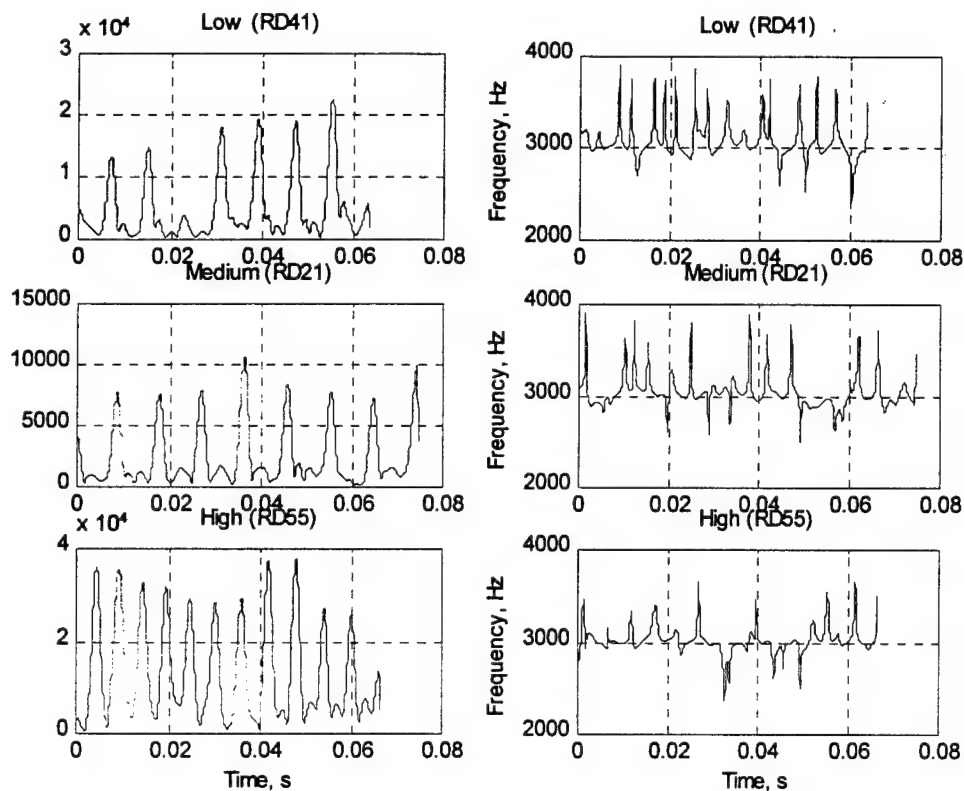 Low (RD41)
x 10⁴
3
2
1
0
0 0.02 0.04 0.06 0.08
Low (RD41)
Frequency, Hz
4000
3000
2000
0 0.02 0.04 0.06 0.08
Medium (RD21)
15000
10000
5000
0
0 0.02 0.04 0.06 0.08
Medium (RD21)
Frequency, Hz
4000
3000
2000
0 0.02 0.04 0.06 0.08
High (RD55)
x 10⁴
4
2
0
0 0.02 0.04 0.06 0.08
Time, s
High (RD55)
Frequency, Hz
4000
3000
2000
0 0.02 0.04 0.06 0.08
Time, s